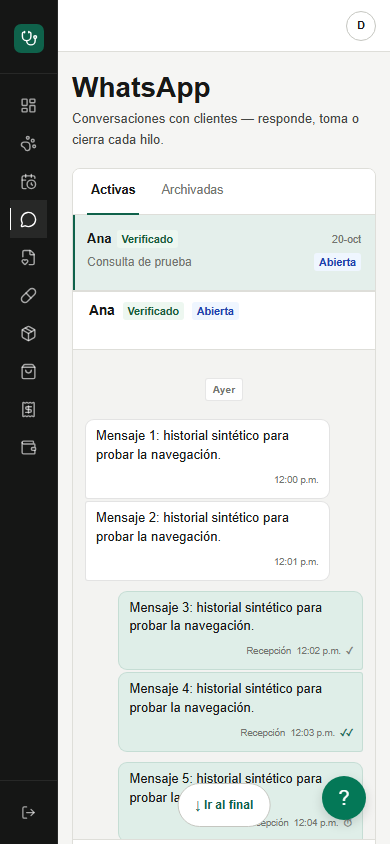 D
WhatsApp
Conversaciones con clientes — responde, toma o
cierra cada hilo.
Activas Archivadas
Ana Verificado 20-oct
Consulta de prueba Abierta
Ana Verificado Abierta
Ayer
Mensaje 1: historial sintético para
probar la navegación.
12:00 p.m.
Mensaje 2: historial sintético para
probar la navegación.
12:01 p.m.
Mensaje 3: historial sintético para
probar la navegación.
Recepción 12:02 p.m. ✓
Mensaje 4: historial sintético para
probar la navegación.
Recepción 12:03 p.m. ✓✓
Mensaje 5: historial sintético para
probar la
↓ Ir al final
?
12:04 p.m.